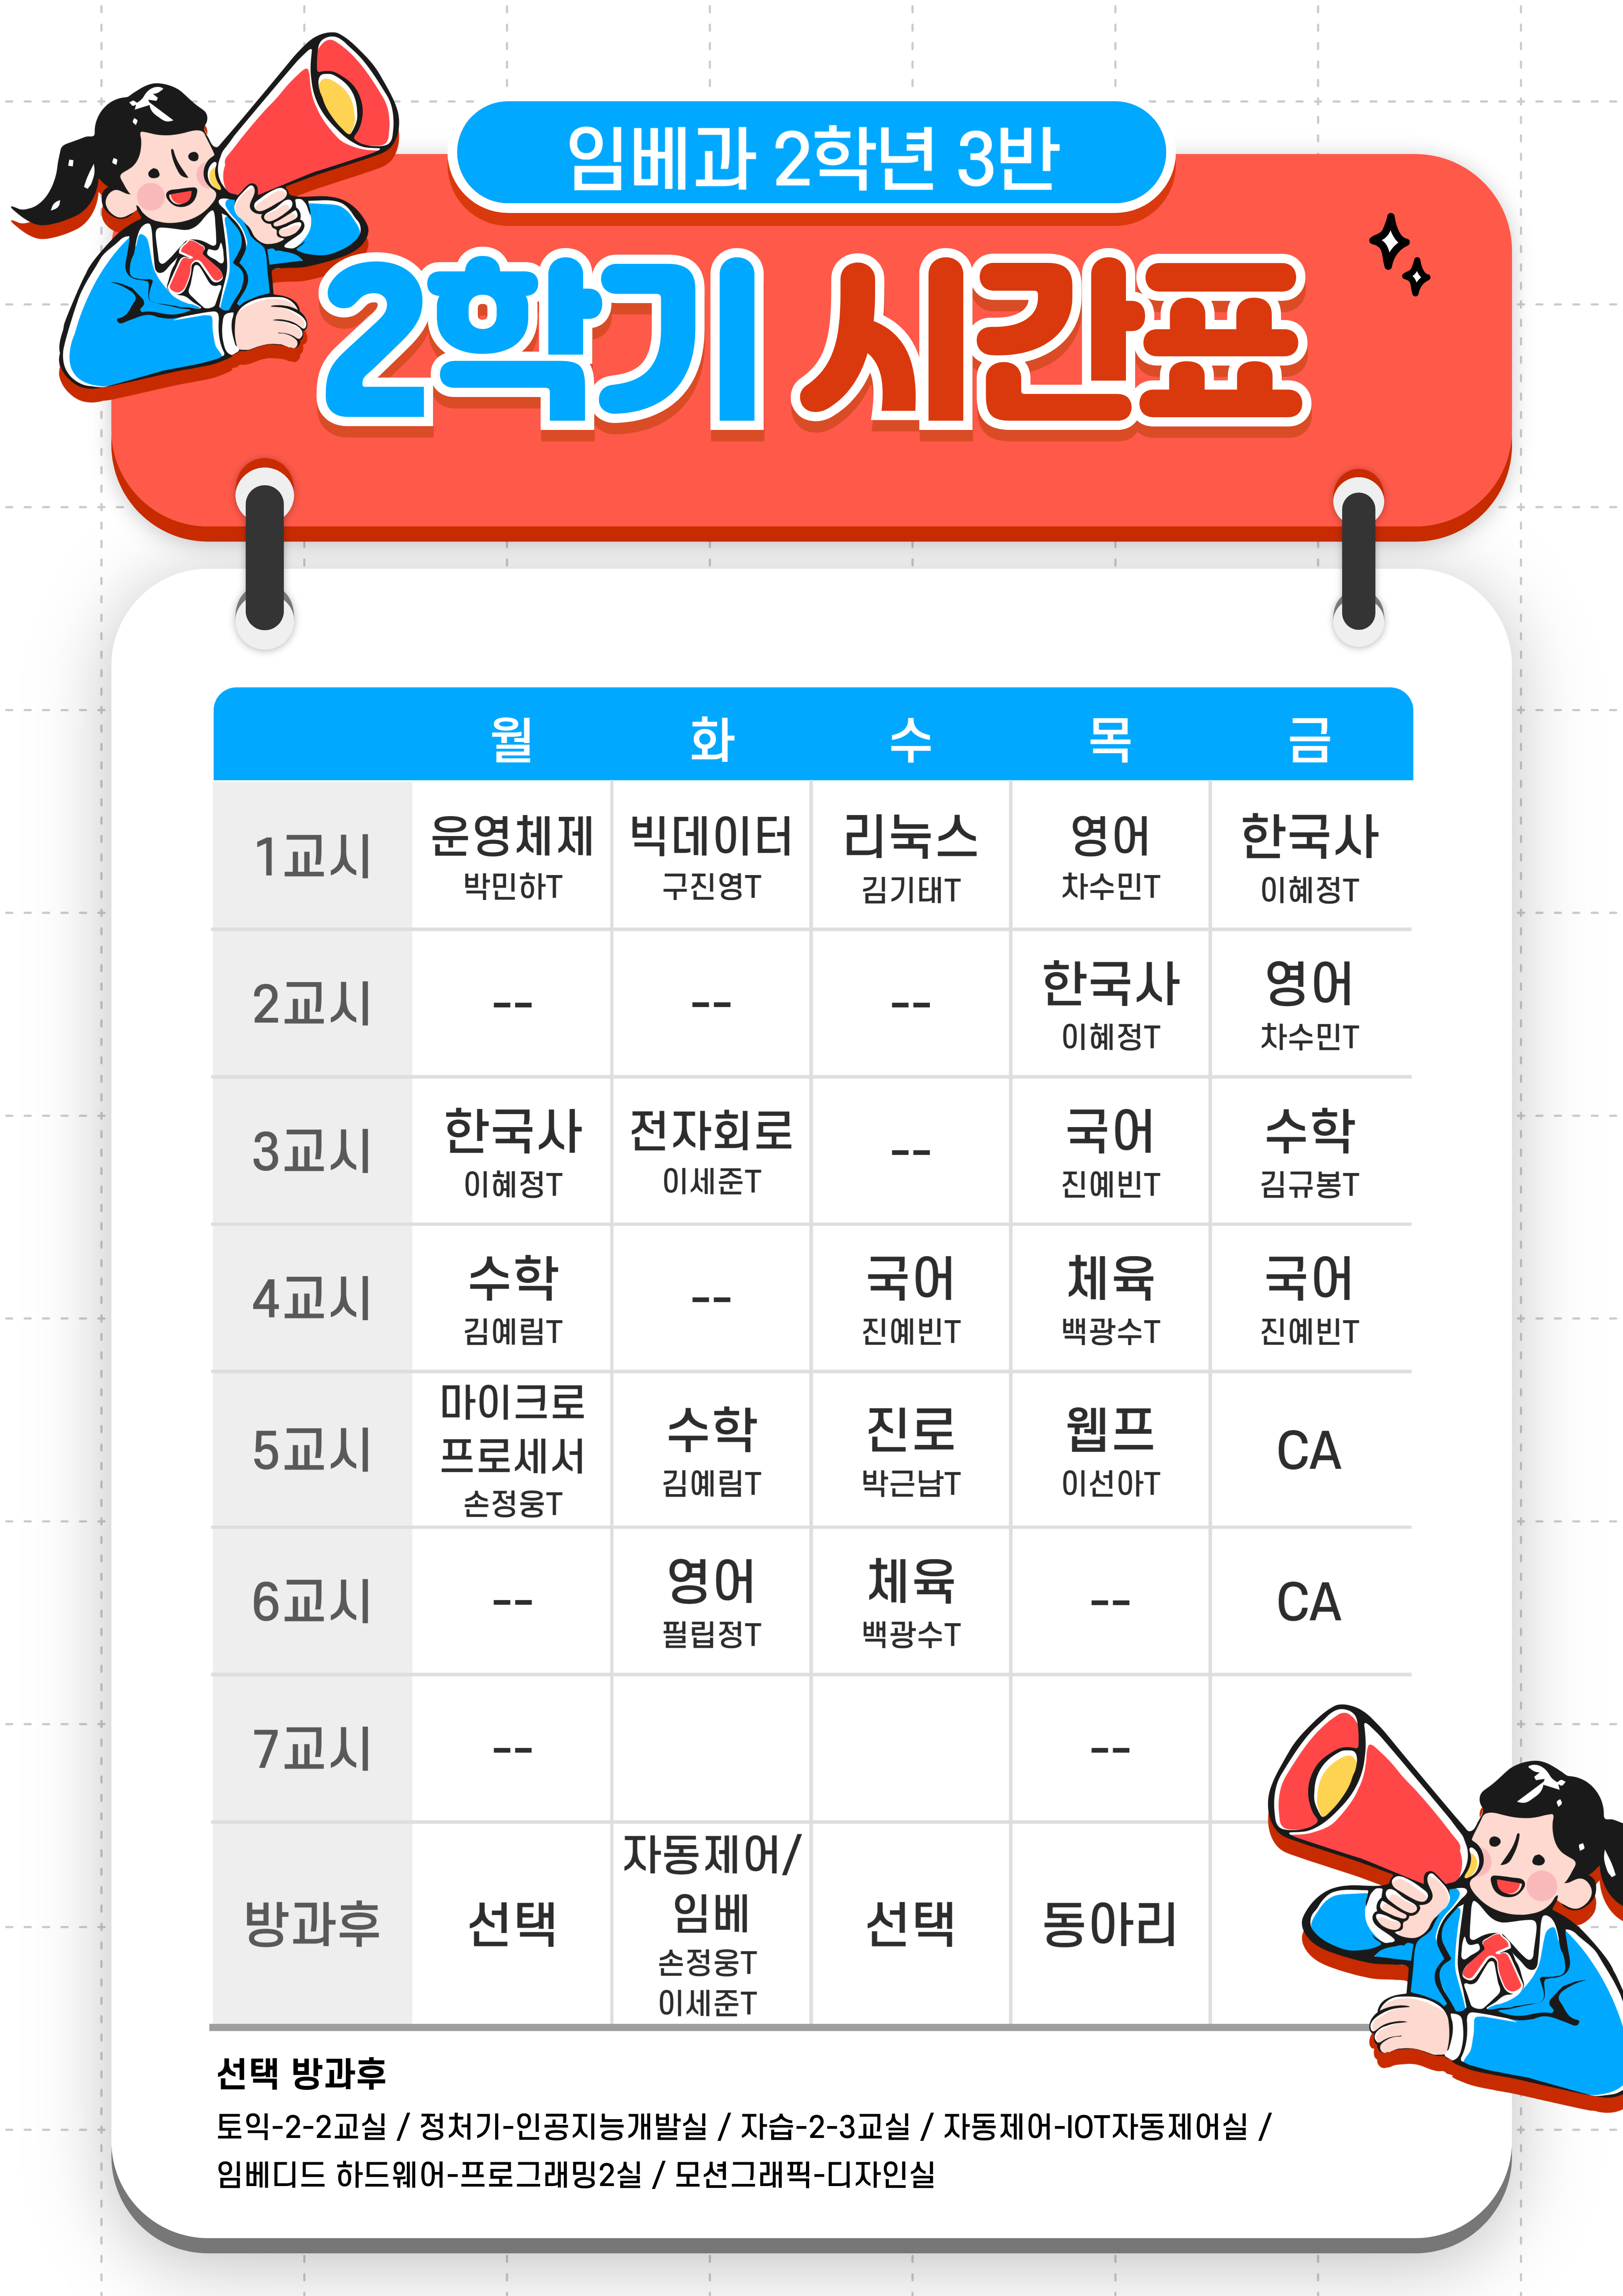 임베과 2학년 3반
2학기 시간표
월 화 수 목 금
1교시
운영체제
박민하T
빅데이터
구진영T
리눅스
김기태T
영어
차수민T
한국사
이혜정T
2교시
--
--
--
한국사
이혜정T
영어
차수민T
3교시
한국사
이혜정T
전자회로
이세준T
--
국어
진예빈T
수학
김규봉T
4교시
수학
김예림T
--
국어
진예빈T
체육
백광수T
국어
진예빈T
5교시
마이크로
프로세서
손정웅T
수학
김예림T
진로
박근남T
웹프
이선아T
CA
6교시
--
영어
필립정T
체육
백광수T
--
CA
7교시
--
--
방과후
선택
자동제어/
임베
손정웅T
이세준T
선택
동아리
선택 방과후
토익-2-2교실 / 정처기-인공지능개발실 / 자습-2-3교실 / 자동제어-IOT자동제어실 /
임베디드 하드웨어-프로그래밍2실 / 모션그래픽-디자인실